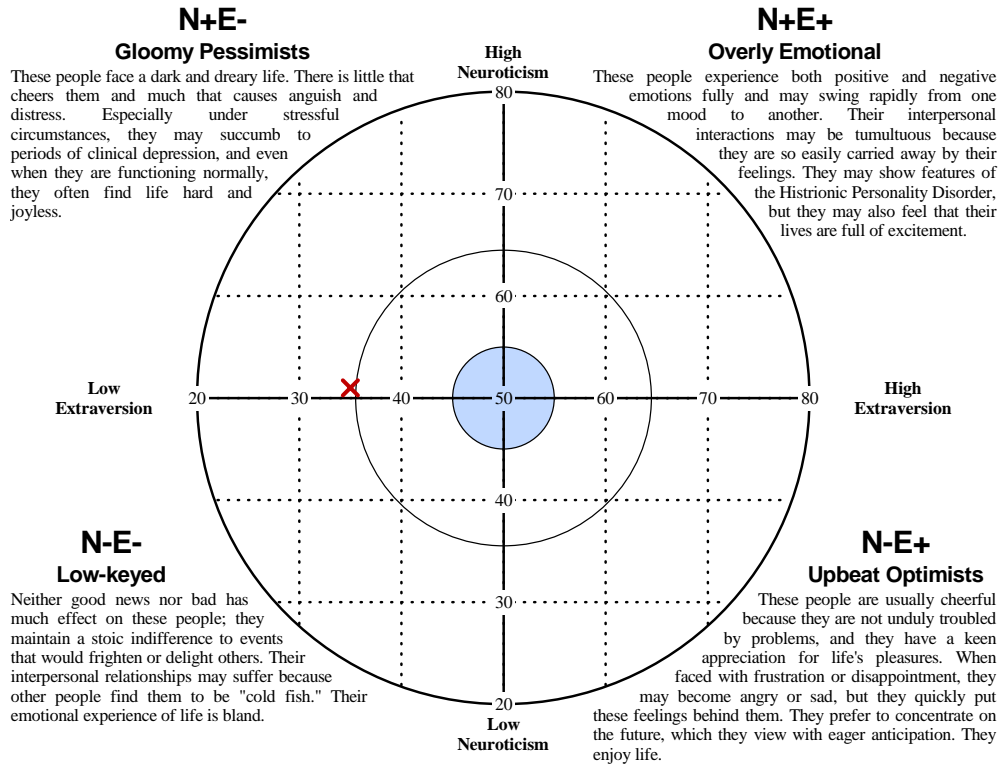 N+E-
Gloomy Pessimists
These people face a dark and dreary life. There is little that
cheers them and much that causes anguish and
distress. Especially under stressful
circumstances, they may succumb to
periods of clinical depression, and even
when they are functioning normally,
they often find life hard and
joyless.
N+E+
Overly Emotional
These people experience both positive and negative
emotions fully and may swing rapidly from one
mood to another. Their interpersonal
interactions may be tumultuous because
they are so easily carried away by their
feelings. They may show features of
the Histrionic Personality Disorder,
but they may also feel that their
lives are full of excitement.
High
Neuroticism
80
70
60
Low
Extraversion
20 30 40 50 60 70 80
High
Extraversion
40
30
20
Low
Neuroticism
N-E-
Low-keyed
Neither good news nor bad has
much effect on these people; they
maintain a stoic indifference to events
that would frighten or delight others. Their
interpersonal relationships may suffer because
other people find them to be "cold fish." Their
emotional experience of life is bland.
N-E+
Upbeat Optimists
These people are usually cheerful
because they are not unduly troubled
by problems, and they have a keen
appreciation for life's pleasures. When
faced with frustration or disappointment, they
may become angry or sad, but they quickly put
these feelings behind them. They prefer to concentrate on
the future, which they view with eager anticipation. They
enjoy life.